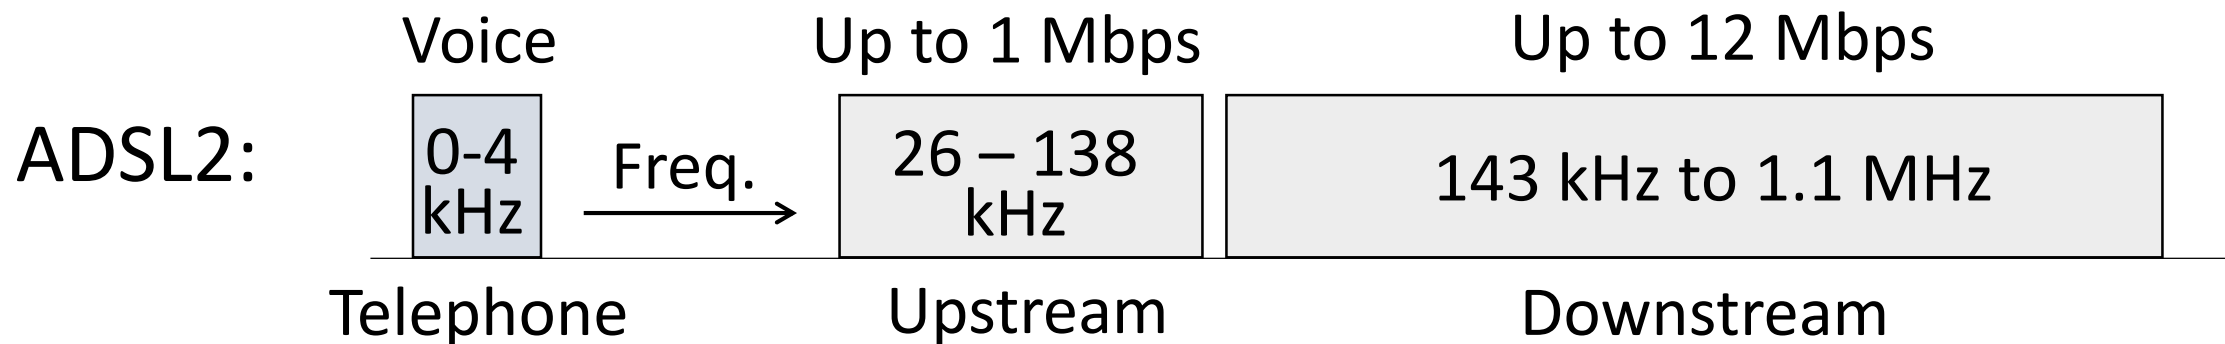 Voice
Up to 1 Mbps
Up to 12 Mbps
ADSL2:
0-4
kHz
Freq.
26 – 138
kHz
143 kHz to 1.1 MHz
Telephone
Upstream
Downstream